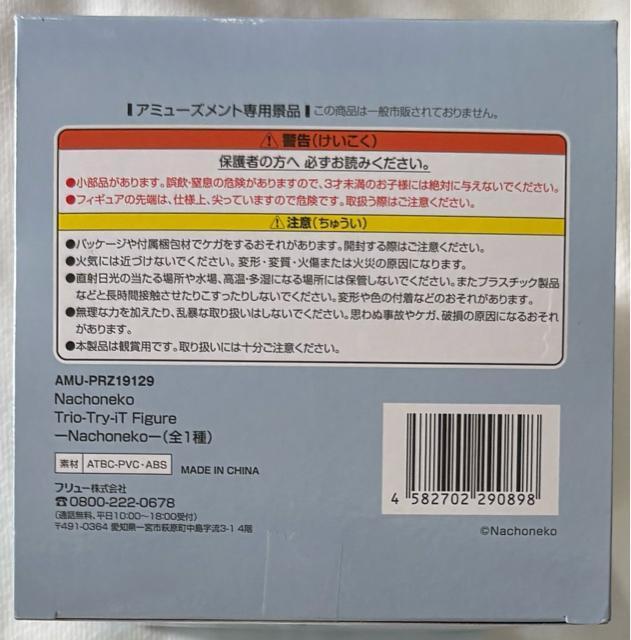 ┃アミューズメント専用景品┃この商品は一般市販されておりません。
⚠警告(けいこく)
保護者の方へ 必ずお読みください。
●小部品があります。誤飲・窒息の危険がありますので、3才未満のお子様には絶対に与えないでください。
●フィギュアの先端は、仕様上、尖っていますので危険です。取扱う際はご注意ください。
⚠注意(ちゅうい)
●パッケージや付属梱包材でケガをするおそれがあります。開封する際はご注意ください。
●火気には近づけないでください。変形・変質・火傷または火災の原因になります。
●直射日光の当たる場所や水場、高温・多湿になる場所には保管しないでください。またプラスチック製品
などと長時間接触させたりこすったりしないでください。変形や色の付着などのおそれがあります。
●無理な力を加えたり、乱暴な取り扱いはしないでください。思わぬ事故やケガ、破損の原因になるおそれ
があります。
●本製品は観賞用です。取り扱いには十分ご注意ください。
AMU-PRZ19129
Nachoneko
Trio-Try-iT Figure
—Nachoneko—(全1種)
素材 ATBC-PVC・ABS MADE IN CHINA
フリュー株式会社
☎0800-222-0678
(通話無料、平日10:00〜18:00受付)
〒491-0364 愛知県一宮市萩原町中島字流3-1 4階
4 582702 290898
©Nachoneko